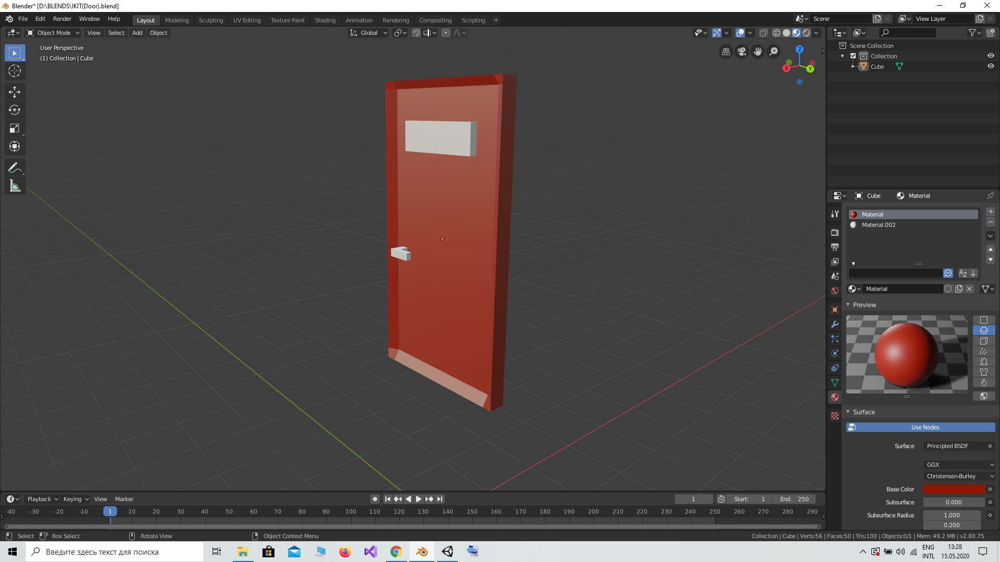 Blender* [D:\BLENDS\IKIT(Door).blend]
File Edit Render Window Help
Layout Modeling Sculpting UV Editing Texture Paint Shading Animation Rendering Compositing Scripting +
Scene
View Layer
Object Mode View Select Add Object
Global
User Perspective
(1) Collection | Cube
Z
X
Y
Scene Collection
Collection
Cube
Cube Material
Material
Material.002
AZ
Material
Preview
Surface
Use Nodes
Surface Principled BSDF
GGX
Christensen-Burley
Base Color
Subsurface 0.000
Subsurface Radius 1.000
0.200
Playback Keying View Marker
1
Start: 1
End: 250
-40 -30 -20 -10 1 10 20 30 40 50 60 70 80 90 100 110 120 130 140 150 160 170 180 190 200 210 220 230 240 250 260 270 280 290
Select Box Select Rotate View Object Context Menu
Collection | Cube | Verts:56 | Faces:50 | Tris:100 | Objects:0/1 | Mem: 49.2 MB | v2.80.75
Введите здесь текст для поиска
ENG
INTL
13:28
15.05.2020